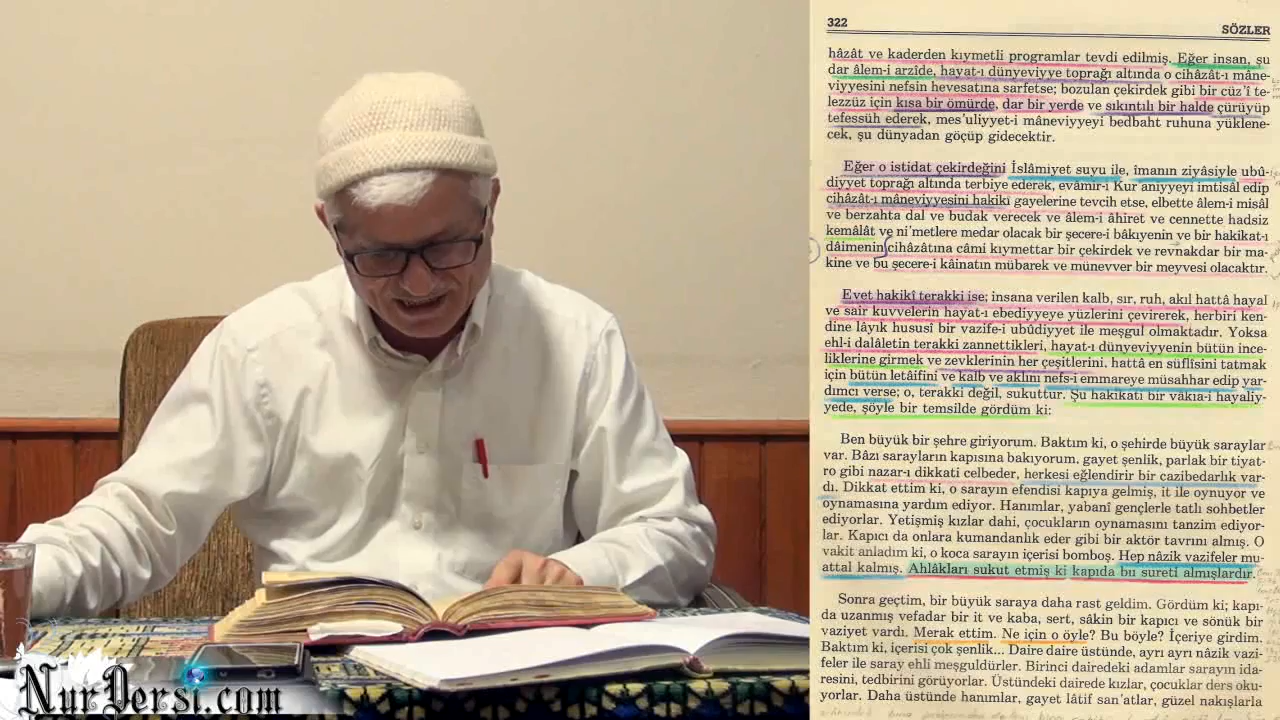 322
SÖZLER
hâzât ve kaderden kıymetli programlar tevdi edilmiş. Eğer insan, şu
dar âlem-i arzîde, hayat-ı dünyeviyye toprağı altında o cihâzât-ı mâne-
viyyesini nefsin hevesatına sarfetse; bozulan çekirdek gibi bir cüz'î te-
lezzüz için kısa bir ömürde, dar bir yerde ve sıkıntılı bir halde çürüyüp
tefessüh ederek, mes'uliyyet-i mâneviyyeyi bedbaht ruhuna yüklene-
cek, şu dünyadan göçüp gidecektir.
Eğer o istidat çekirdeğini İslâmiyet suyu ile, îmanın ziyâsiyle ubû-
diyyet toprağı altında terbiye ederek, evâmir-i Kur'aniyyeyi imtisâl edip
cihâzât-ı mâneviyyesini hakikî gayelerine tevcih etse, elbette âlem-i misâl
ve berzahta dal ve budak verecek ve âlem-i âhiret ve cennette hadsiz
kemâlât ve ni'metlere medar olacak bir şecere-i bâkıyenin ve bir hakikat-ı
dâimenin cihâzâtına câmi kıymettar bir çekirdek ve revnakdar bir ma-
kine ve bu şecere-i kâinatın mübarek ve münevver bir meyvesi olacaktır.
Evet hakikî terakki ise; insana verilen kalb, sır, ruh, akıl hattâ hayal
ve sair kuvvelerin hayat-ı ebediyyeye yüzlerini çevirerek, herbiri ken-
dine lâyık hususî bir vazife-i ubûdiyyet ile meşgul olmaktadır. Yoksa
ehl-i dalâletin terakki zannettikleri, hayat-ı dünyeviyyenin bütün ince-
liklerine girmek ve zevklerinin her çeşitlerini, hattâ en süflîsini tatmak
için bütün letâifini ve kalb ve aklını nefs-i emmareye müsahhar edip yar-
dımcı verse; o, terakki değil, sukuttur. Şu hakikatı bir vâkıa-i hayaliy-
yede, şöyle bir temsilde gördüm ki:
Ben büyük bir şehre giriyorum. Baktım ki, o şehirde büyük saraylar
var. Bâzı sarayların kapısına bakıyorum, gayet şenlik, parlak bir tiyat-
ro gibi nazar-ı dikkati celbeder, herkesi eğlendirir bir cazibedarlık var-
dı. Dikkat ettim ki, o sarayın efendisi kapıya gelmiş, it ile oynuyor ve
oynamasına yardım ediyor. Hanımlar, yabanî gençlerle tatlı sohbetler
ediyorlar. Yetişmiş kızlar dahi, çocukların oynamasını tanzim ediyor-
lar. Kapıcı da onlara kumandanlık eder gibi bir aktör tavrını almış. O
vakit anladım ki, o koca sarayın içerisi bomboş. Hep nâzik vazifeler mu-
attal kalmış. Ahlâkları sukut etmiş ki kapıda bu sureti almışlardır.
Sonra geçtim, bir büyük saraya daha rast geldim. Gördüm ki; kapı-
da uzanmış vefadar bir it ve kaba, sert, sâkin bir kapıcı ve sönük bir
vaziyet vardı. Merak ettim. Ne için o öyle? Bu böyle? İçeriye girdim.
Baktım ki, içerisi çok şenlik... Daire daire üstünde, ayrı ayrı nâzik vazi-
feler ile saray ehli meşguldürler. Birinci dairedeki adamlar sarayın ida-
resini, tedbirini görüyorlar. Üstündeki dairede kızlar, çocuklar ders oku-
yorlar. Daha üstünde hanımlar, gayet lâtif san'atlar, güzel nakışlarla
NurDersi.com